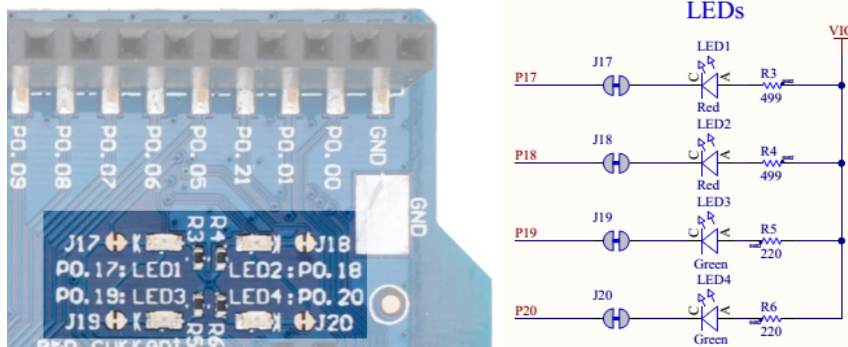 P0.09
P0.08
P0.07
P0.06
P0.05
P0.21
P0.01
P0.00
GND
GND
R3
R4
J17
J18
P0.17:LED1
LED2:P0.18
P0.19:LED3
LED4:P0.20
J19
J20
R5
R6
LEDs
VIO
P17
J17
LED1
C
A
Red
R3
499
P18
J18
LED2
C
A
Red
R4
499
P19
J19
LED3
C
A
Green
R5
220
P20
J20
LED4
C
A
Green
R6
220